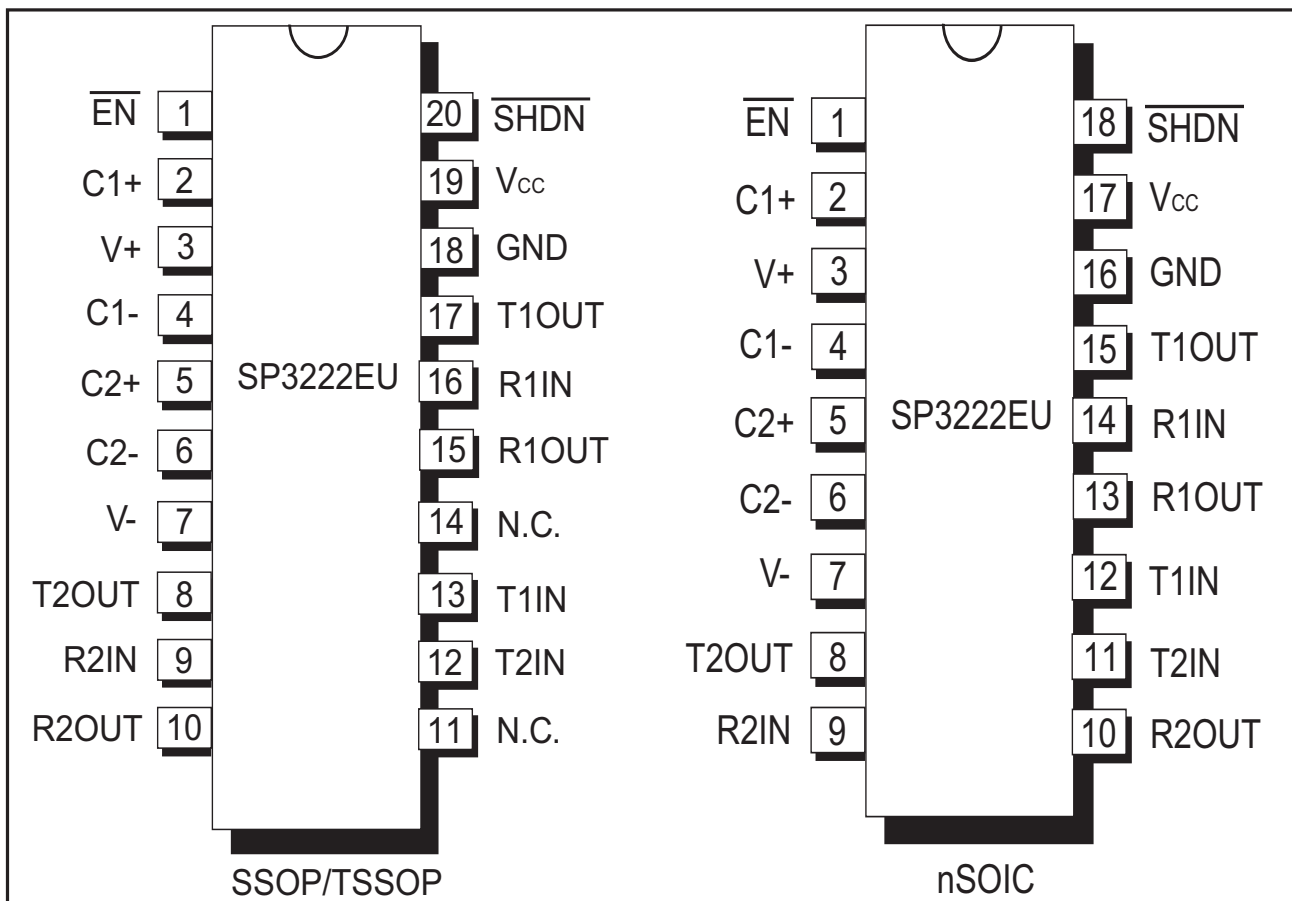 EN 1 20 SHDN
C1+ 2 19 Vcc
V+ 3 18 GND
C1- 4 17 T1OUT
C2+ 5 SP3222EU 16 R1IN
C2- 6 15 R1OUT
V- 7 14 N.C.
T2OUT 8 13 T1IN
R2IN 9 12 T2IN
R2OUT 10 11 N.C.
SSOP/TSSOP
EN 1 18 SHDN
C1+ 2 17 Vcc
V+ 3 16 GND
C1- 4 15 T1OUT
C2+ 5 SP3222EU 14 R1IN
C2- 6 13 R1OUT
V- 7 12 T1IN
T2OUT 8 11 T2IN
R2IN 9 10 R2OUT
nSOIC